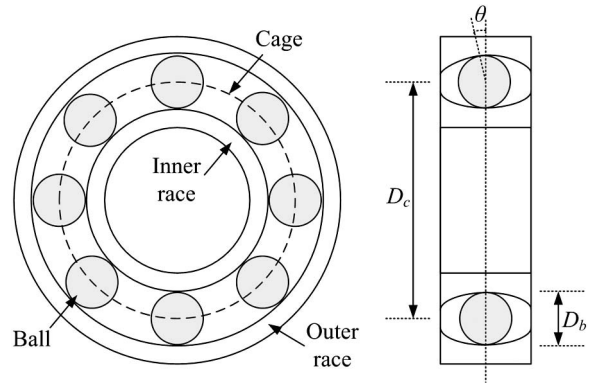 θ
Cage
Inner
race
D_c
Ball
Outer
race
D_b